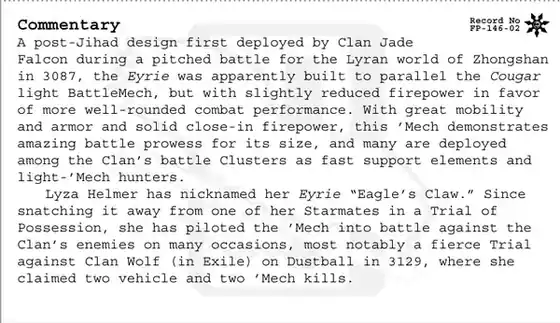 Commentary
Record No
FP-146-02
A post-Jihad design first deployed by Clan Jade
Falcon during a pitched battle for the Lyran world of Zhongshan
in 3087, the Eyrie was apparently built to parallel the Cougar
light BattleMech, but with slightly reduced firepower in favor
of more well-rounded combat performance. With great mobility
and armor and solid close-in firepower, this ’Mech demonstrates
amazing battle prowess for its size, and many are deployed
among the Clan’s battle Clusters as fast support elements and
light-’Mech hunters.
Lyza Helmer has nicknamed her Eyrie “Eagle’s Claw.” Since
snatching it away from one of her Starmates in a Trial of
Possession, she has piloted the ’Mech into battle against the
Clan’s enemies on many occasions, most notably a fierce Trial
against Clan Wolf (in Exile) on Dustball in 3129, where she
claimed two vehicle and two ’Mech kills.